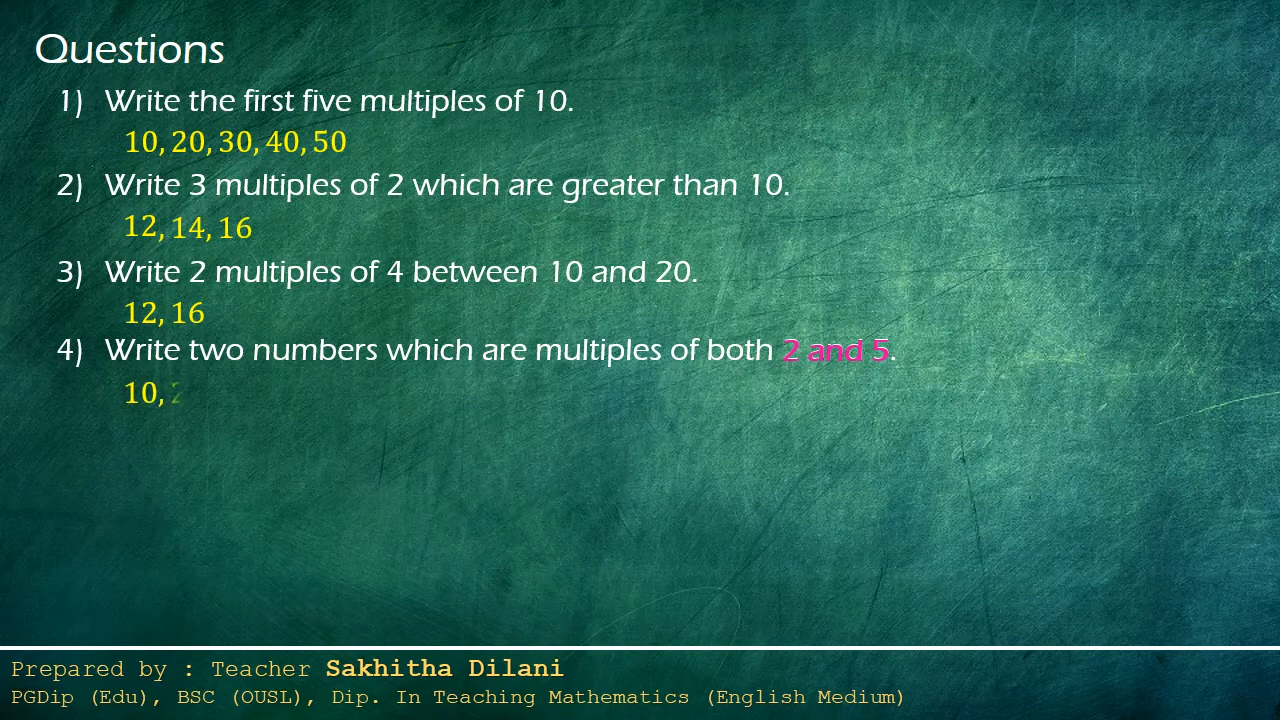 Questions
1) Write the first five multiples of 10.
10, 20, 30, 40, 50
2) Write 3 multiples of 2 which are greater than 10.
12, 14, 16
3) Write 2 multiples of 4 between 10 and 20.
12, 16
4) Write two numbers which are multiples of both 2 and 5.
10,
Prepared by : Teacher Sakhitha Dilani
PGDip (Edu), BSC (OUSL), Dip. In Teaching Mathematics (English Medium)